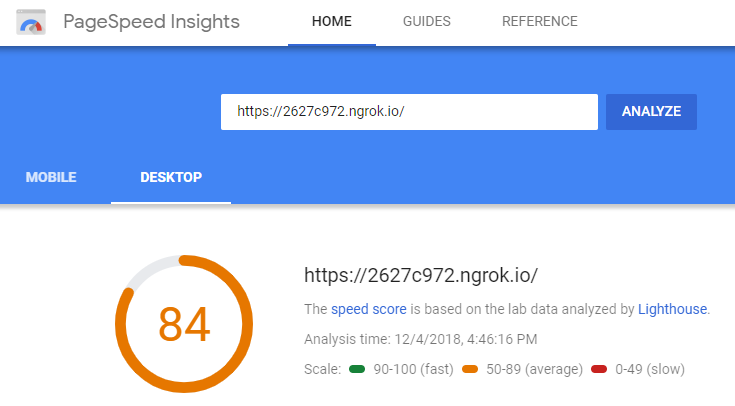 PageSpeed Insights HOME GUIDES REFERENCE
https://2627c972.ngrok.io/ ANALYZE
MOBILE DESKTOP
84
https://2627c972.ngrok.io/
The speed score is based on the lab data analyzed by Lighthouse.
Analysis time: 12/4/2018, 4:46:16 PM
Scale: 90-100 (fast) 50-89 (average) 0-49 (slow)